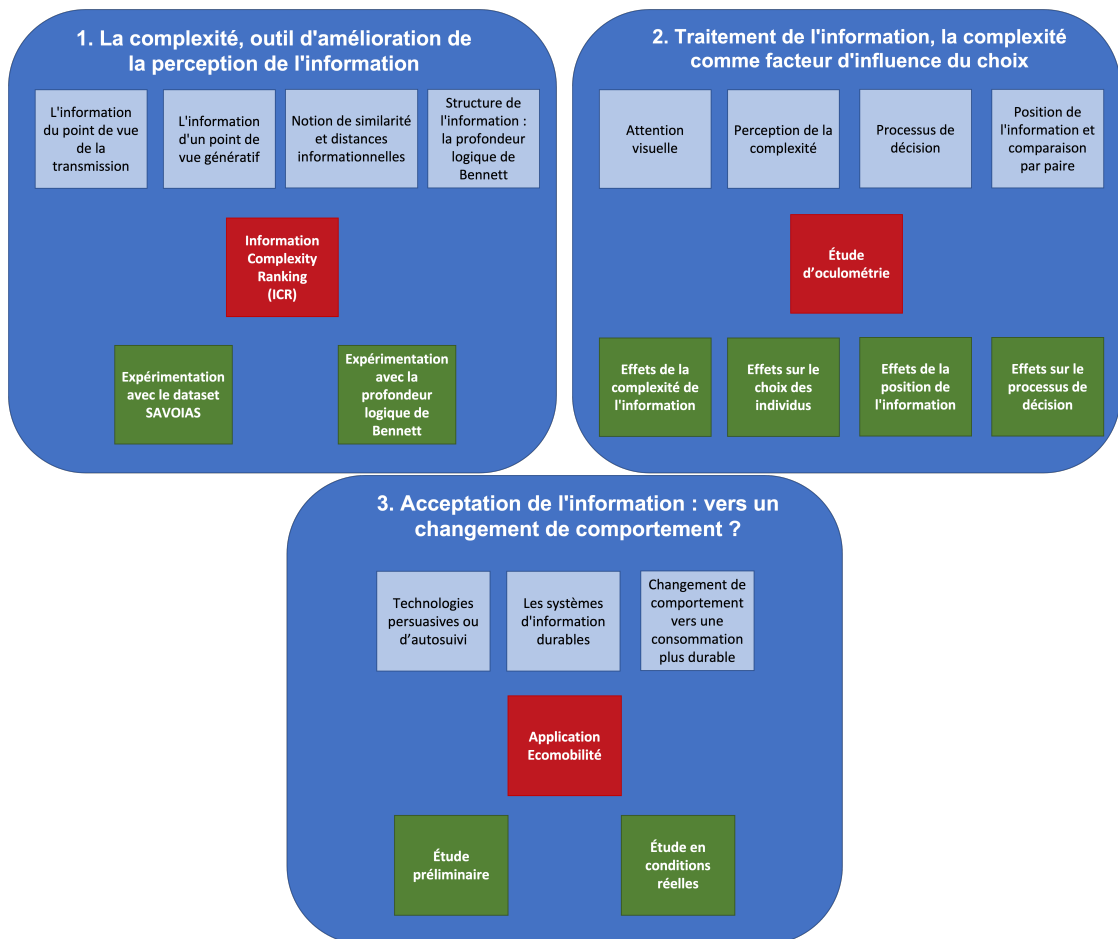 1. La complexité, outil d'amélioration de
la perception de l'information
L'information
du point de vue
de la
transmission
L'information
d'un point de
vue génératif
Notion de similarité
et distances
informationnelles
Structure de
l'information :
la profondeur
logique de
Bennett
Information
Complexity
Ranking
(ICR)
Expérimentation
avec le dataset
SAVOIAS
Expérimentation
avec la
profondeur
logique de
Bennett
2. Traitement de l'information, la complexité
comme facteur d'influence du choix
Attention
visuelle
Perception de la
complexité
Processus de
décision
Position de
l'information et
comparaison
par paire
Étude
d’oculométrie
Effets de la
complexité de
l'information
Effets sur le
choix des
individus
Effets de la
position de
l'information
Effets sur le
processus de
décision
3. Acceptation de l'information : vers un
changement de comportement ?
Technologies
persuasives ou
d’autosuivi
Les systèmes
d'information
durables
Changement de
comportement
vers une
consommation
plus durable
Application
Ecomobilité
Étude
préliminaire
Étude en
conditions
réelles